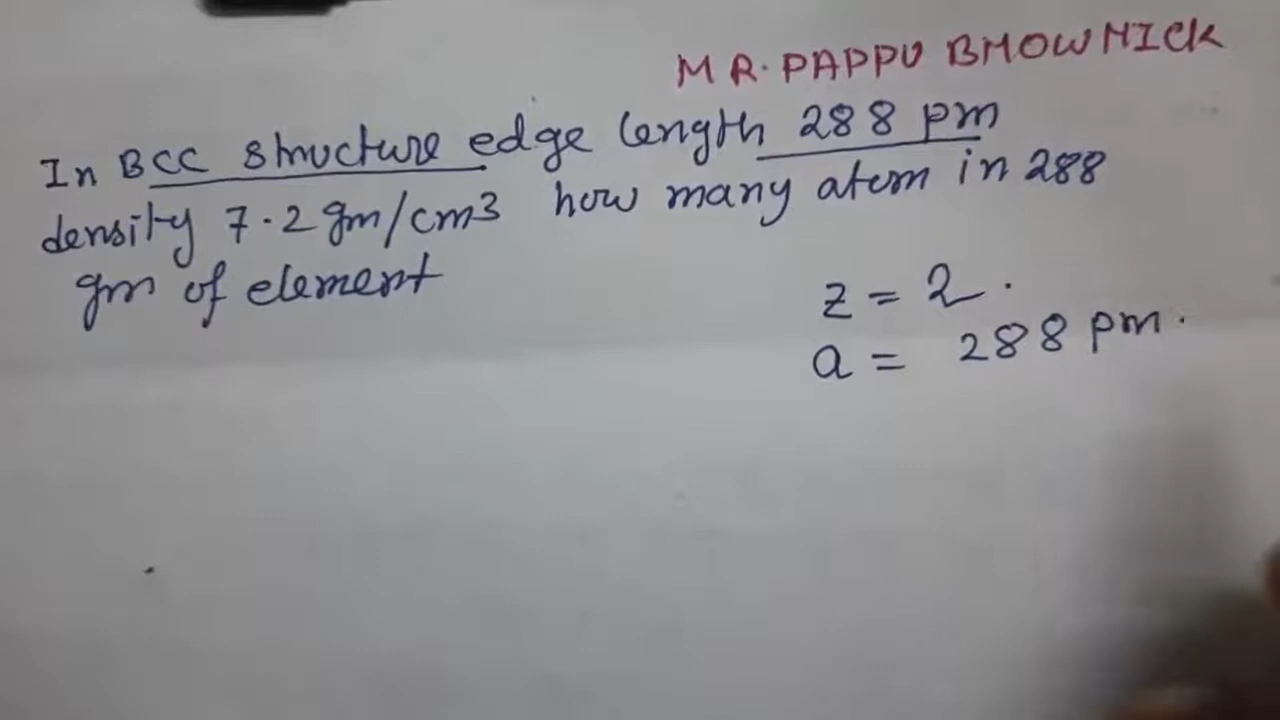 MR. PAPPU BHOWMICK
In BCC structure edge length 288 pm
density 7.2 gm/cm3 how many atom in 288
gm of element
z = 2.
a = 288 pm.